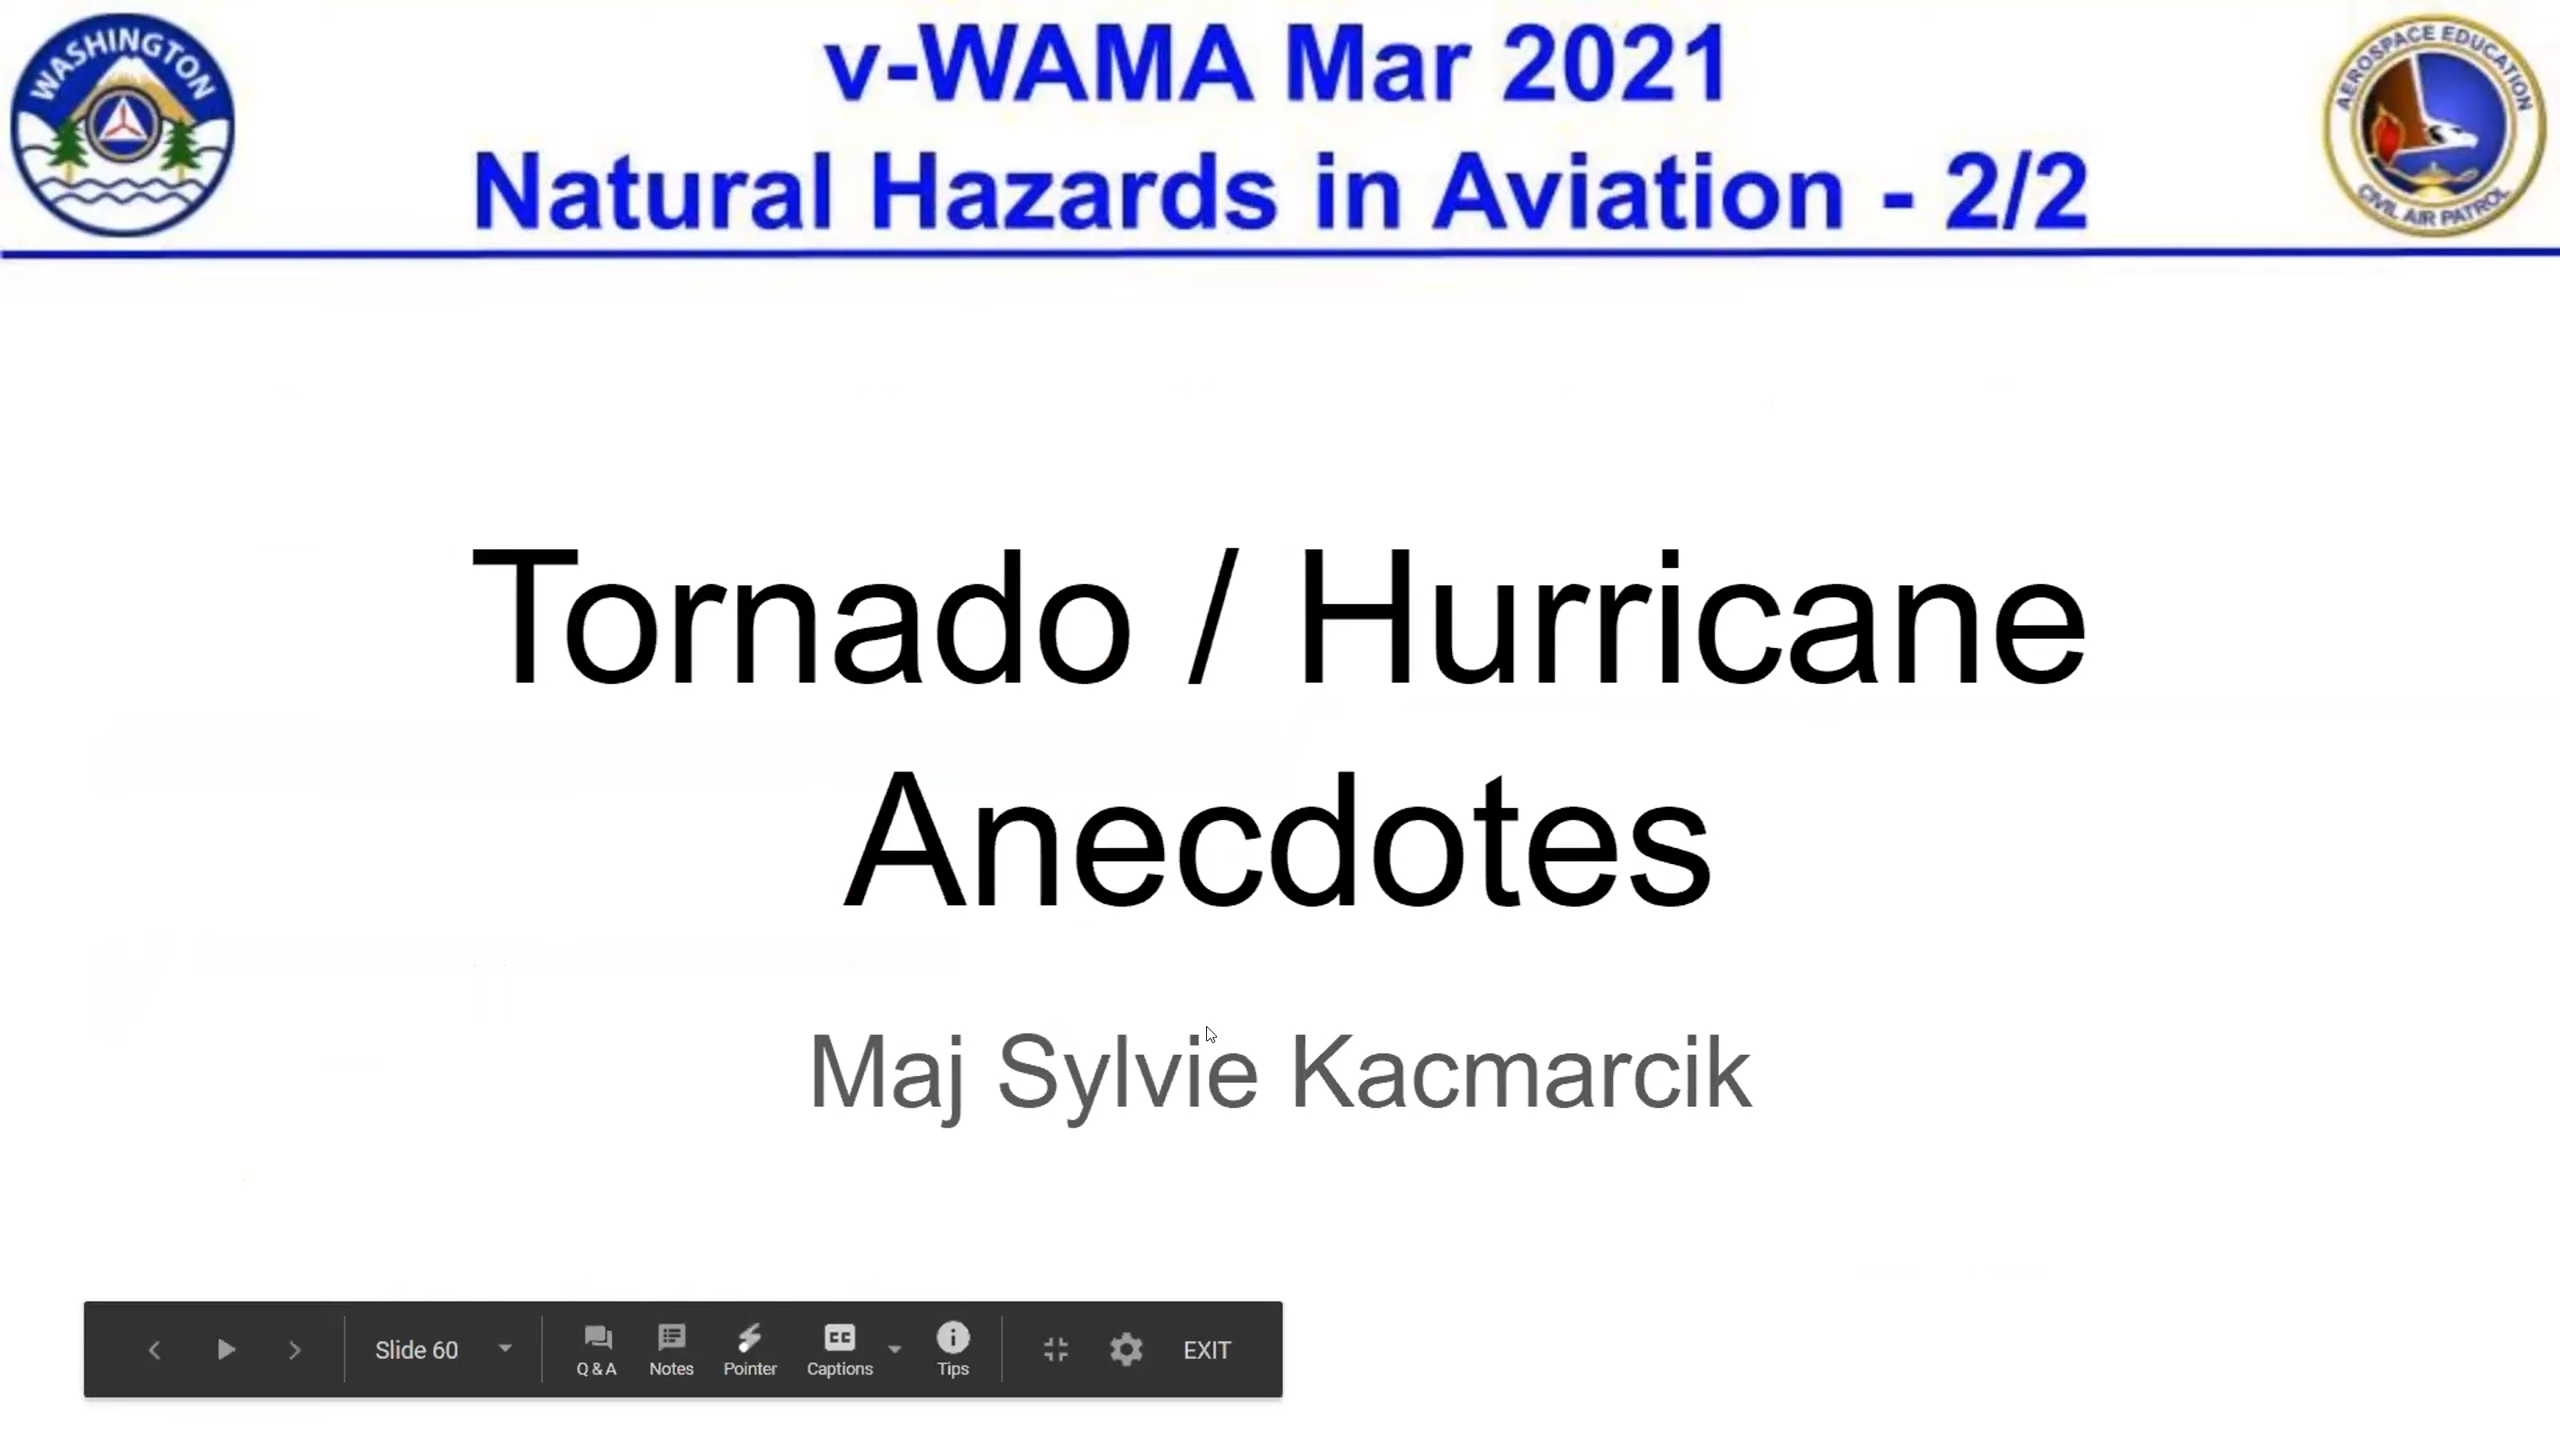 WASHINGTON
v-WAMA Mar 2021
Natural Hazards in Aviation - 2/2
AEROSPACE EDUCATION
CIVIL AIR PATROL
Tornado / Hurricane
Anecdotes
Maj Sylvie Kacmarcik
Slide 60
Q & A
Notes
CC
Pointer
Captions
Tips
EXIT